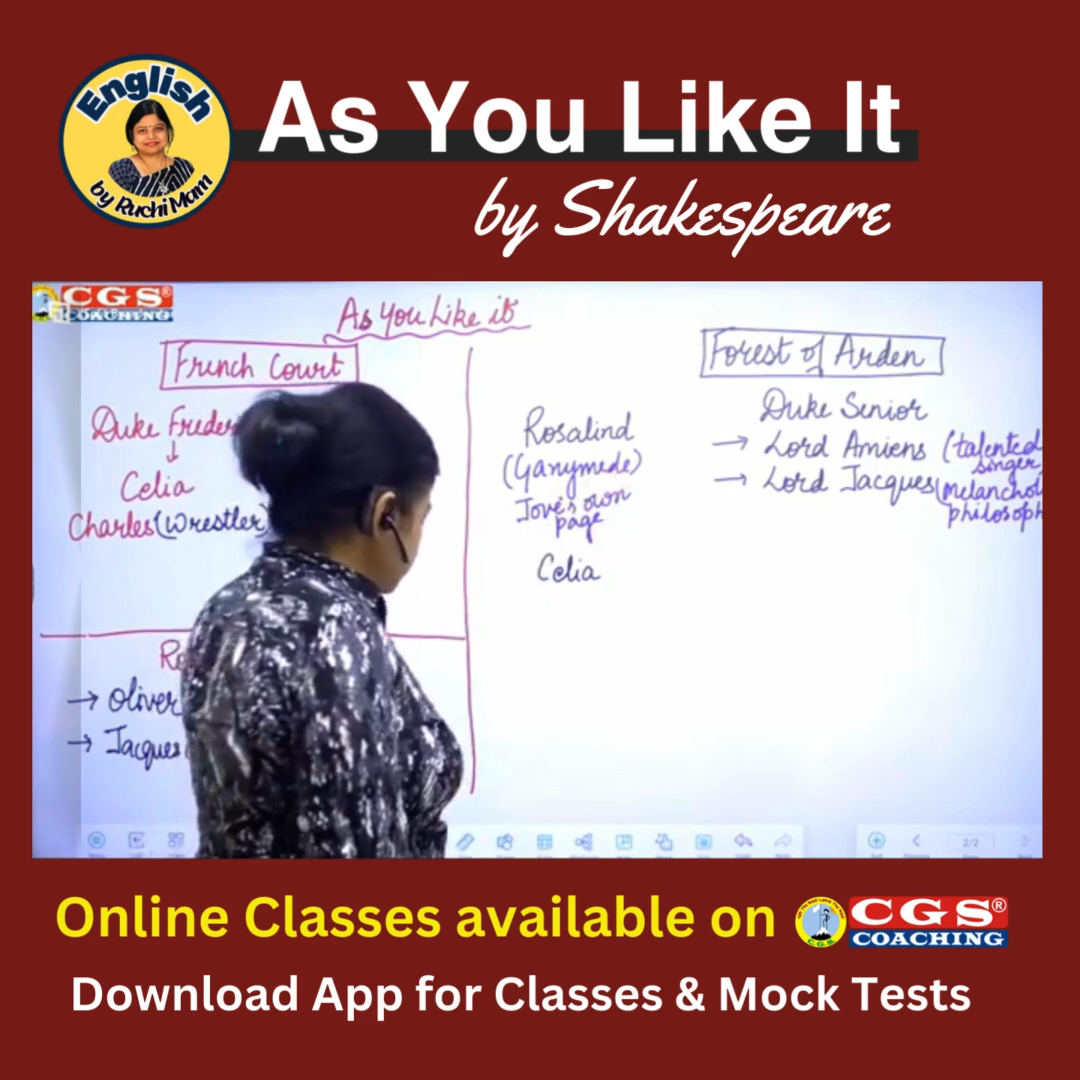 English
by Ruchi Mam
As You Like It
by Shakespeare
CGS®
COACHING
As You Like it
French Court
Duke
Celia
Charles (Wrestler)
→ Oliver
→ Jacques
Rosalind
(Ganymede)
Jove's own
page
Celia
Forest of Arden
Duke Senior
→ Lord Amiens (talented
singer
→ Lord Jacques (Melanchol
philosoph
2/2
Online Classes available on
CGS®
COACHING
Download App for Classes & Mock Tests